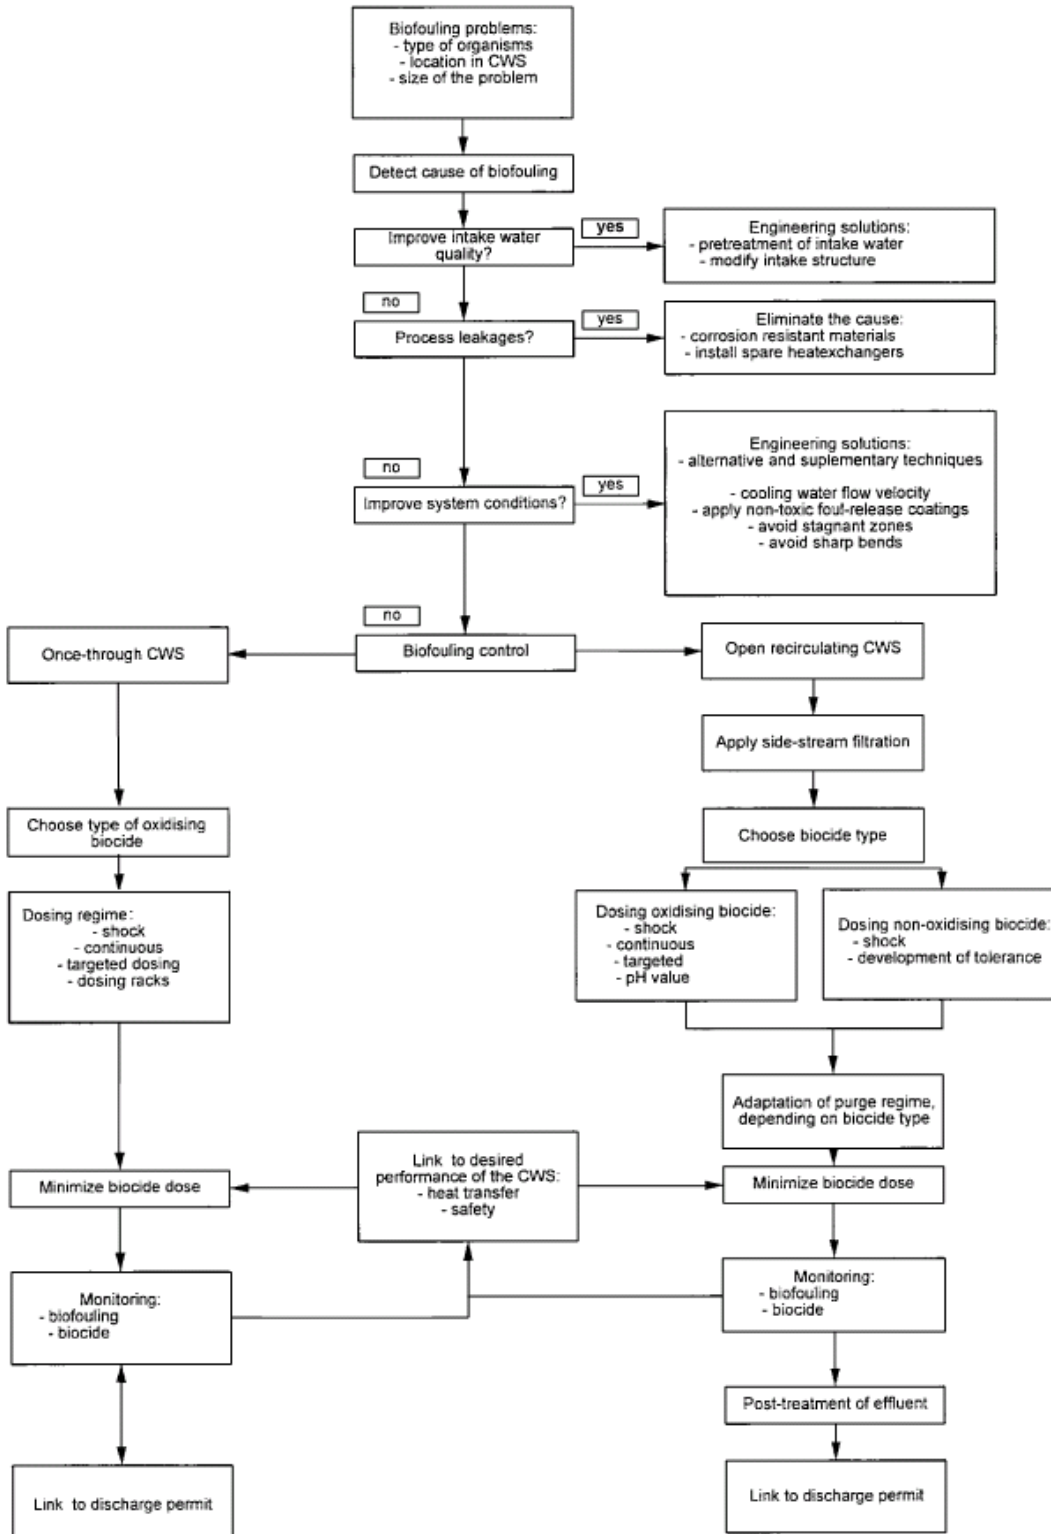 Biofouling problems:
- type of organisms
- location in CWS
- size of the problem
Detect cause of biofouling
Improve intake water
quality?
yes
Engineering solutions:
- pretreatment of intake water
- modify intake structure
no
Process leakages?
yes
Eliminate the cause:
- corrosion resistant materials
- install spare heatexchangers
no
Improve system conditions?
yes
Engineering solutions:
- alternative and suplementary techniques
- cooling water flow velocity
- apply non-toxic foul-release coatings
- avoid stagnant zones
- avoid sharp bends
no
Once-through CWS
Biofouling control
Open recirculating CWS
Apply side-stream filtration
Choose type of oxidising
biocide
Choose biocide type
Dosing regime:
- shock
- continuous
- targeted dosing
- dosing racks
Dosing oxidising biocide:
- shock
- continuous
- targeted
- pH value
Dosing non-oxidising biocide:
- shock
- development of tolerance
Adaptation of purge regime,
depending on biocide type
Link to desired
performance of the CWS:
- heat transfer
- safety
Minimize biocide dose
Minimize biocide dose
Monitoring:
- biofouling
- biocide
Monitoring:
- biofouling
- biocide
Post-treatment of effluent
Link to discharge permit
Link to discharge permit